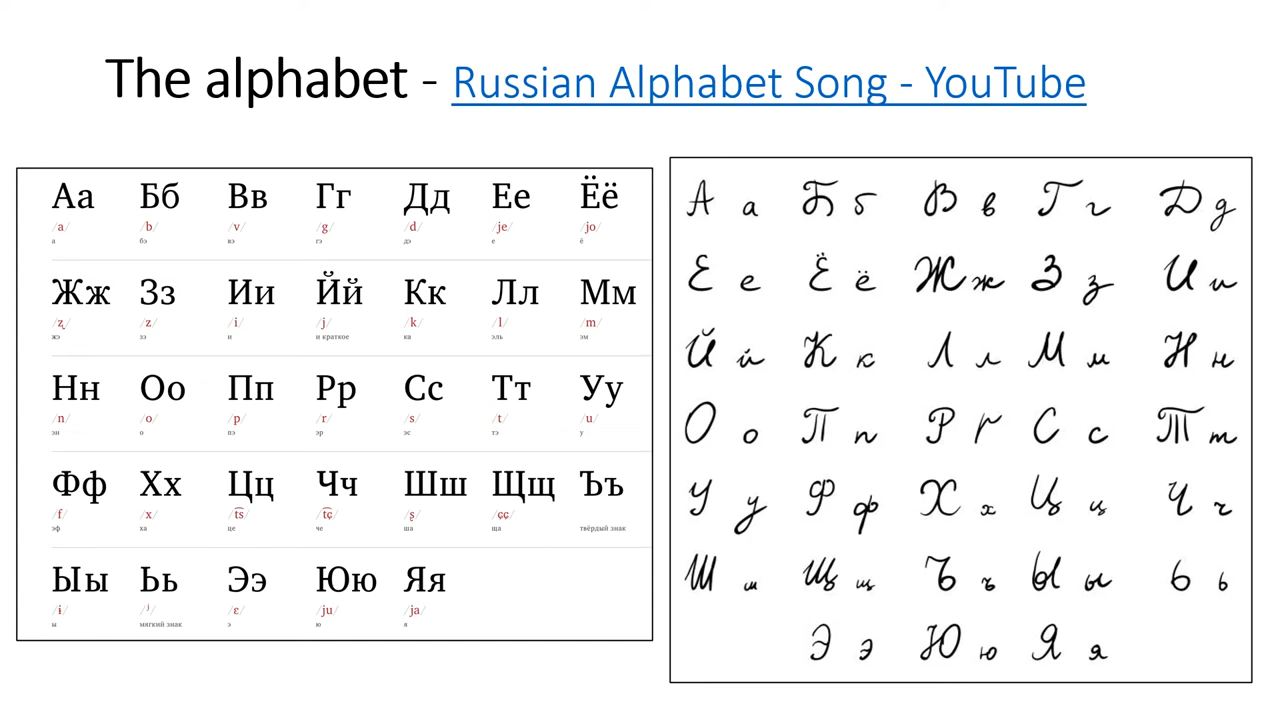 The alphabet - Russian Alphabet Song - YouTube
Аа Бб Вв Гг Дд Ее Ёё
/a/ /b/ /v/ /g/ /d/ /je/ /jo/
а бэ вэ гэ дэ е ё
Жж Зз Ии Йй Кк Лл Мм
/ʐ/ /z/ /i/ /j/ /k/ /l/ /m/
жэ зэ и и краткое ка эль эм
Нн Оо Пп Рр Сс Тт Уу
/n/ /o/ /p/ /r/ /s/ /t/ /u/
эн о пэ эр эс тэ у
Фф Хх Цц Чч Шш Щщ Ъъ
/f/ /x/ /t͡s/ /t͡ɕ/ /ʂ/ /ɕɕ/
эф ха це че ша ща твёрдый знак
Ыы Ьь Ээ Юю Яя
/ɨ/ /ʲ/ /ɛ/ /ju/ /ja/
ы мягкий знак э ю я
А а Б б В в Г г Д д
Е е Ё ё Ж ж З з И и
Й й К к Л л М м Н н
О о П п Р р С с Т т
У у Ф ф Х х Ц ц Ч ч
Ш ш Щ щ Ъ ъ Ы ы Ь ь
Э э Ю ю Я я